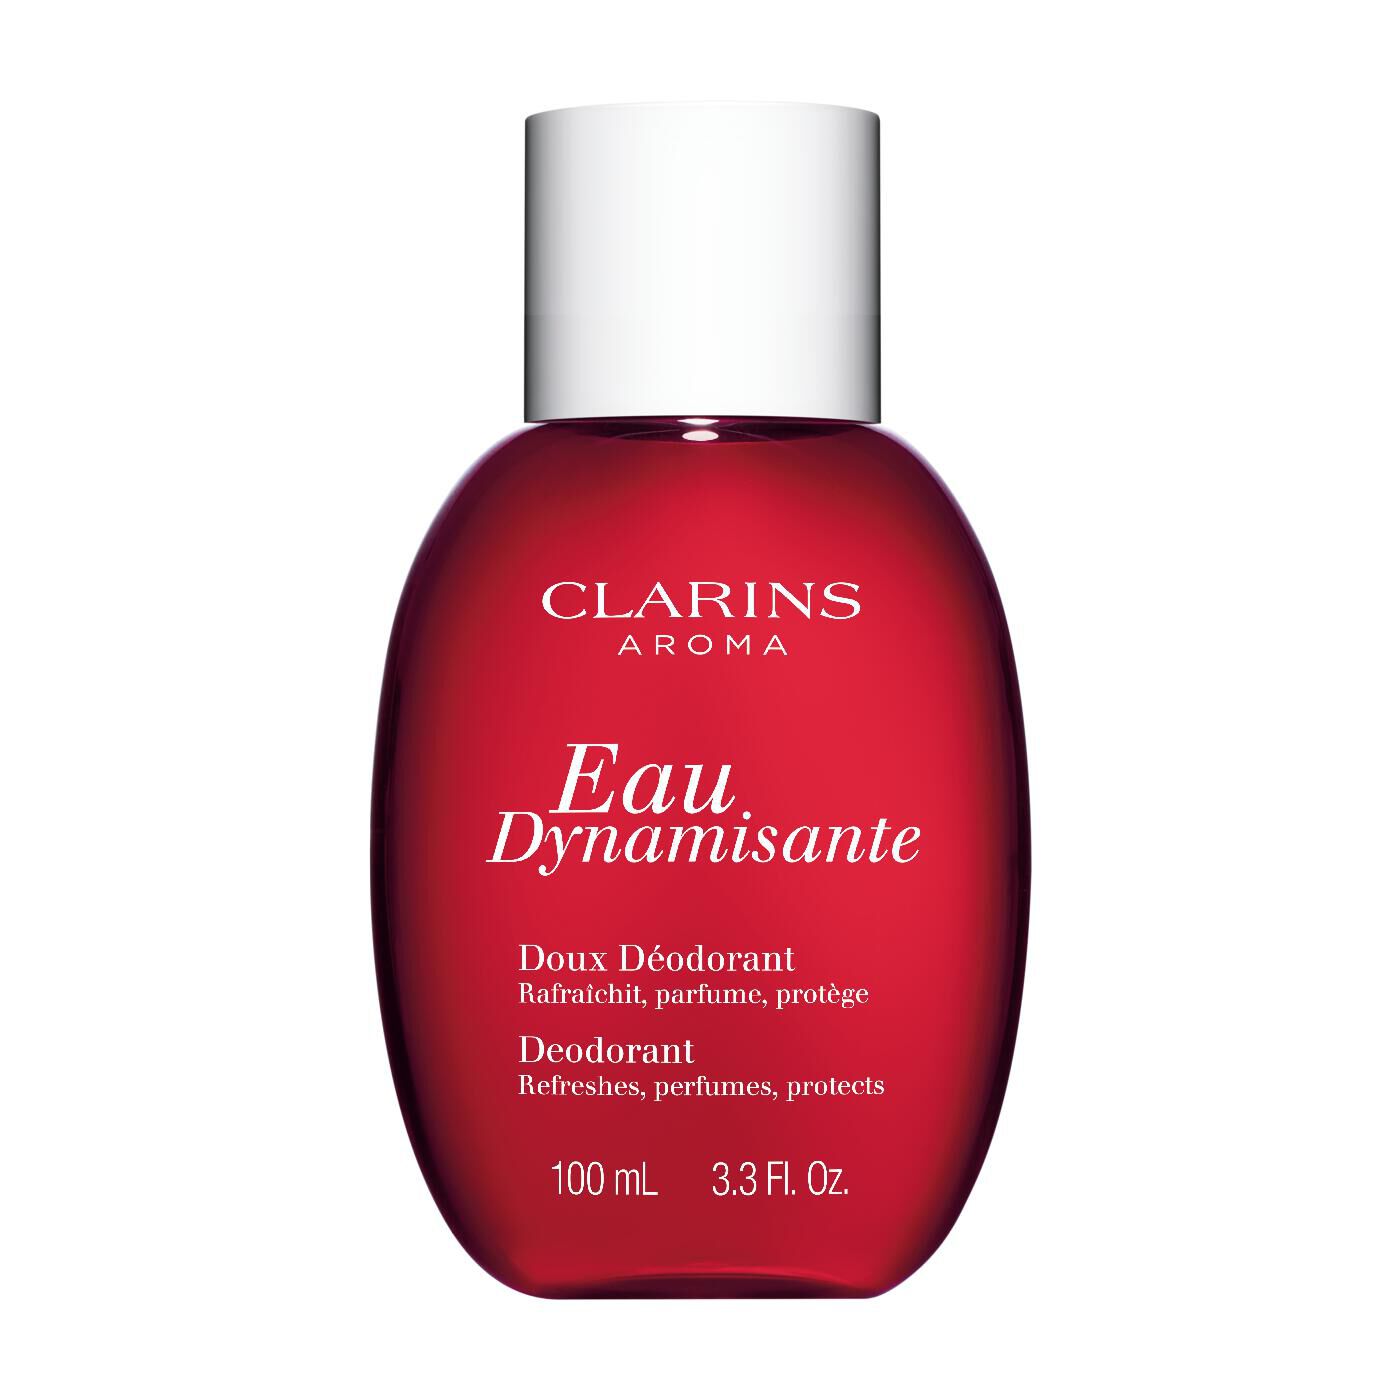 CLARINS
AROMA
Eau
Dynamisante
Doux Déodorant
Rafraîchit, parfume, protège
Deodorant
Refreshes, perfumes, protects
100 mL 3.3 Fl. Oz.